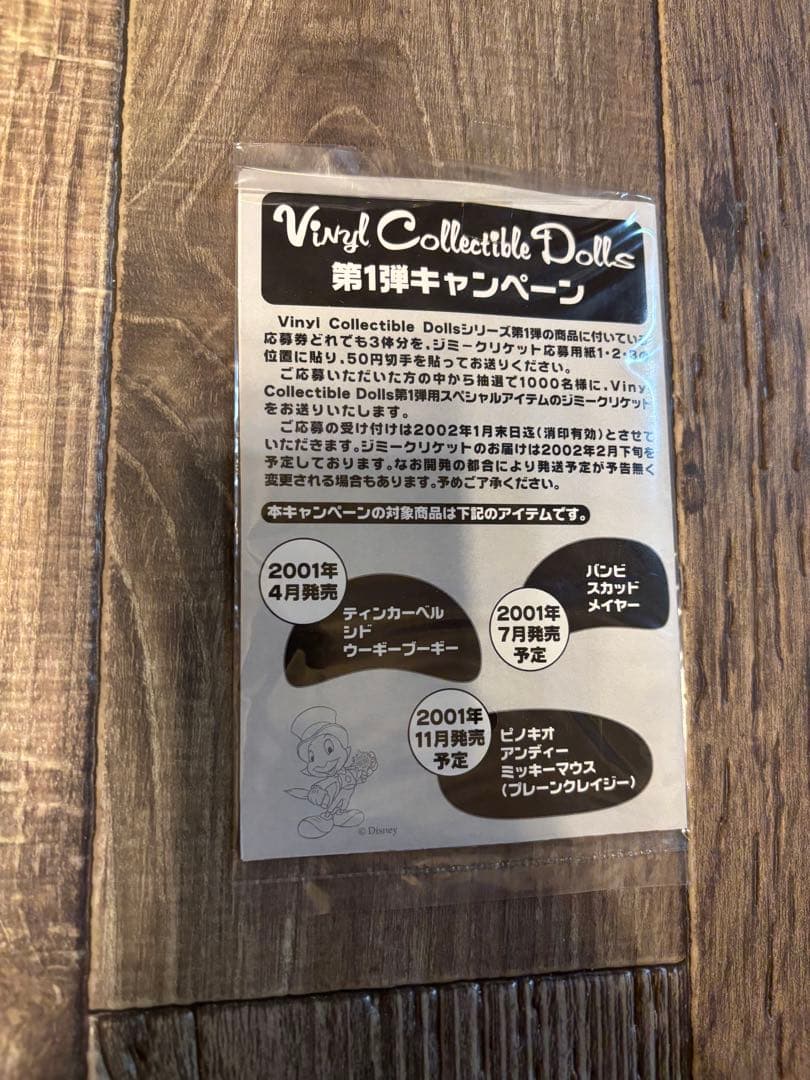 Vinyl Collectible Dolls
第1弾キャンペーン
Vinyl Collectible Dollsシリーズ第1弾の商品に付いている
応募券どれでも3体分を、ジミークリケット応募用紙1・2・3の
位置に貼り、50円切手を貼ってお送りください。
ご応募いただいた方の中から抽選で1000名様に、Vinyl
Collectible Dolls第1弾用スペシャルアイテムのジミークリケット
をお送りいたします。
ご応募の受け付けは2002年1月末日迄(消印有効)とさせて
いただきます。ジミークリケットのお届けは2002年2月下旬を
予定しております。なお開発の都合により発送予定が予告無く
変更される場合もあります。予めご了承ください。
本キャンペーンの対象商品は下記のアイテムです。
2001年
4月発売
ティンカーベル
シド
ウーギーブーギー
2001年
7月発売
予定
バンビ
スカッド
メイヤー
2001年
11月発売
予定
ピノキオ
アンディー
ミッキーマウス
(プレーンクレイジー)
© Disney